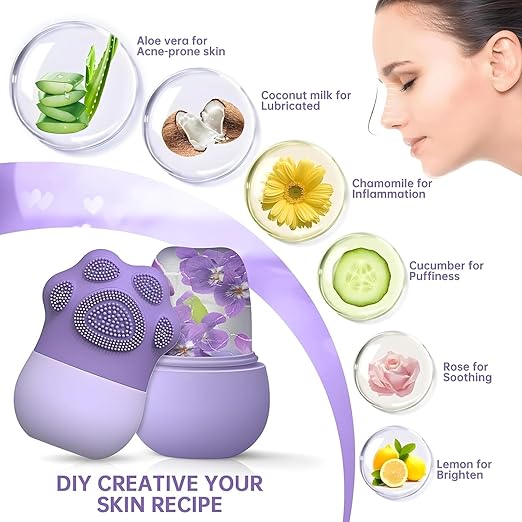 Aloe vera for
Acne-prone skin
Coconut milk for
Lubricated
Chamomile for
Inflammation
Cucumber for
Puffiness
Rose for
Soothing
Lemon for
Brighten
DIY CREATIVE YOUR
SKIN RECIPE